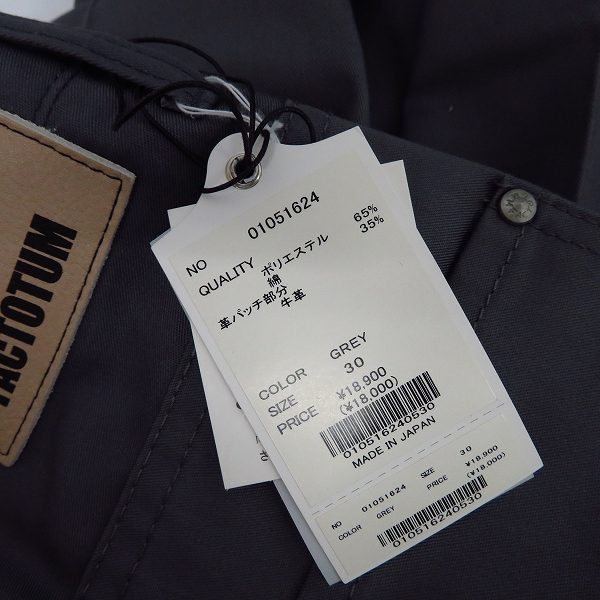 FACTOTUM
NO 01051624
QUALITY ポリエステル 65%
綿 35%
革パッチ部分
牛革
COLOR GREY
SIZE 30
PRICE ¥18,900
(¥18,000)
010516240530
MADE IN JAPAN
NO 01051624 SIZE 30 ¥18,900
COLOR GREY PRICE (¥18,000)
010516240530